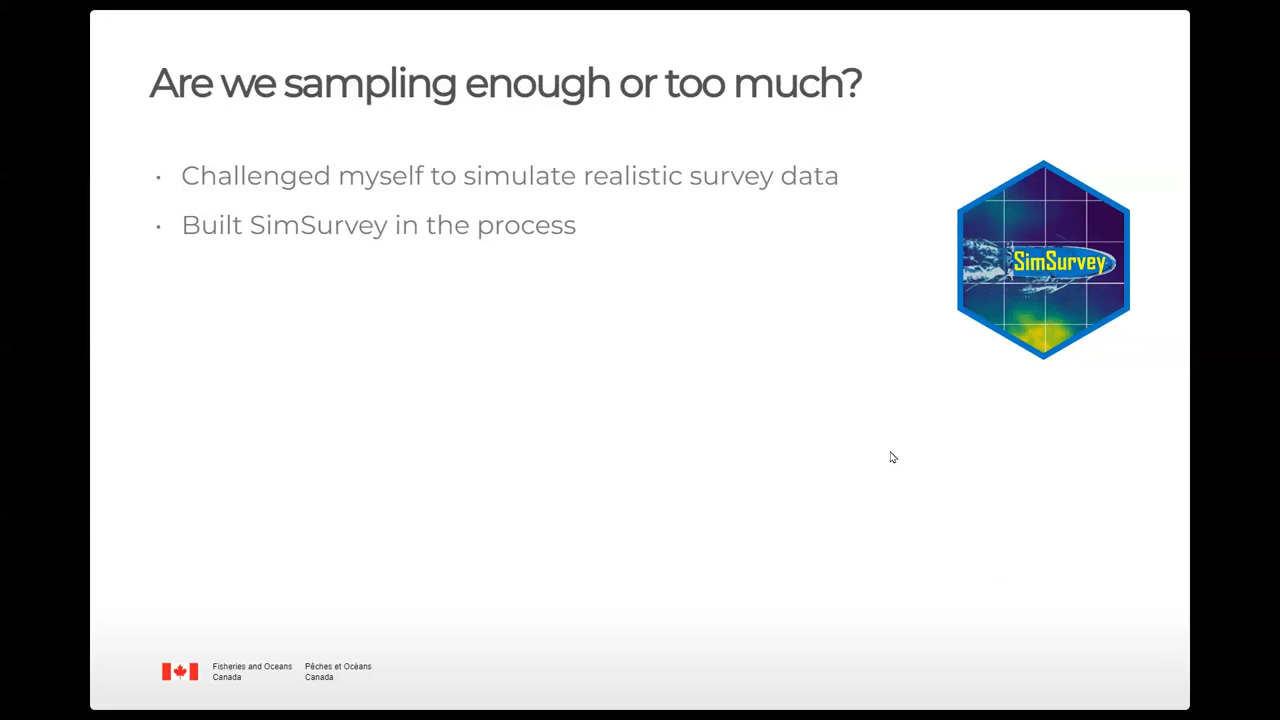 Are we sampling enough or too much?
· Challenged myself to simulate realistic survey data
· Built SimSurvey in the process
SimSurvey
Fisheries and Oceans Canada
Pêches et Océans Canada